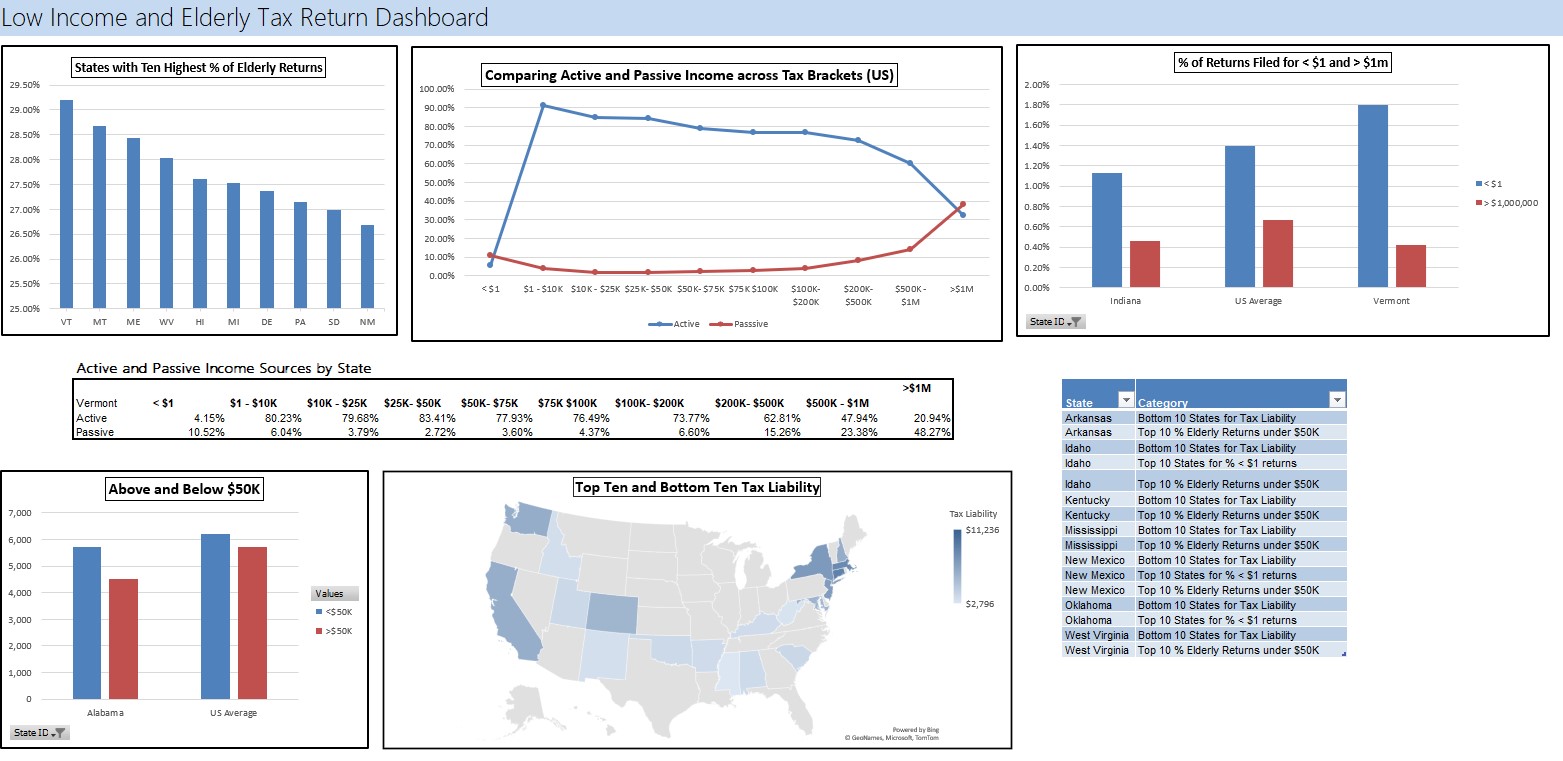 Low Income and Elderly Tax Return Dashboard
States with Ten Highest % of Elderly Returns
29.50%
29.00%
28.50%
28.00%
27.50%
27.00%
26.50%
26.00%
25.50%
25.00%
VT MT ME WV HI MI DE PA SD NM
Comparing Active and Passive Income across Tax Brackets (US)
100.00%
90.00%
80.00%
70.00%
60.00%
50.00%
40.00%
30.00%
20.00%
10.00%
0.00%
< $1 $1 - $10K $10K - $25K $25K- $50K $50K- $75K $75K $100K $100K- $200K- $500K - >$1M
$200K $500K $1M
Active Passsive
% of Returns Filed for < $1 and > $1m
2.00%
1.80%
1.60%
1.40%
1.20%
1.00%
0.80%
0.60%
0.40%
0.20%
0.00%
Indiana US Average Vermont
< $1
> $1,000,000
State ID
Active and Passive Income Sources by State
>$1M
Vermont < $1 $1 - $10K $10K - $25K $25K- $50K $50K- $75K $75K $100K $100K- $200K $200K- $500K $500K - $1M
Active 4.15% 80.23% 79.68% 83.41% 77.93% 76.49% 73.77% 62.81% 47.94% 20.94%
Passive 10.52% 6.04% 3.79% 2.72% 3.60% 4.37% 6.60% 15.26% 23.38% 48.27%
State Category
Arkansas Bottom 10 States for Tax Liability
Arkansas Top 10 % Elderly Returns under $50K
Idaho Bottom 10 States for Tax Liability
Idaho Top 10 States for % < $1 returns
Idaho Top 10 % Elderly Returns under $50K
Kentucky Bottom 10 States for Tax Liability
Kentucky Top 10 % Elderly Returns under $50K
Mississippi Bottom 10 States for Tax Liability
Mississippi Top 10 % Elderly Returns under $50K
New Mexico Bottom 10 States for Tax Liability
New Mexico Top 10 States for % < $1 returns
New Mexico Top 10 % Elderly Returns under $50K
Oklahoma Bottom 10 States for Tax Liability
Oklahoma Top 10 States for % < $1 returns
West Virginia Bottom 10 States for Tax Liability
West Virginia Top 10 % Elderly Returns under $50K
Above and Below $50K
7,000
6,000
5,000
4,000
3,000
2,000
1,000
0
Alabama US Average
Values
<$50K
>$50K
State ID
Top Ten and Bottom Ten Tax Liability
Tax Liability
$11,236
$2,796
Powered by Bing
© GeoNames, Microsoft, TomTom